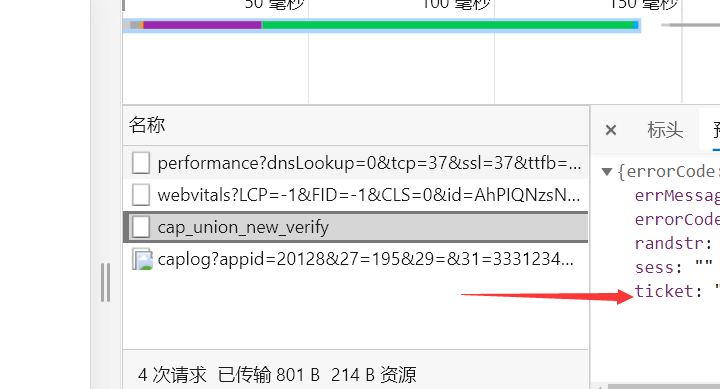 50 毫秒 100 毫秒 150 毫秒
名称
× 标头
performance?dnsLookup=0&tcp=37&ssl=37&ttfb=...
webvitals?LCP=-1&FID=-1&CLS=0&id=AhPIQNzsN...
cap_union_new_verify
caplog?appid=20128&27=195&29=&31=3331234...
▼{errorCode:
errMessag
errorCode
randstr:
sess: ""
ticket: "
4 次请求 已传输 801 B 214 B 资源